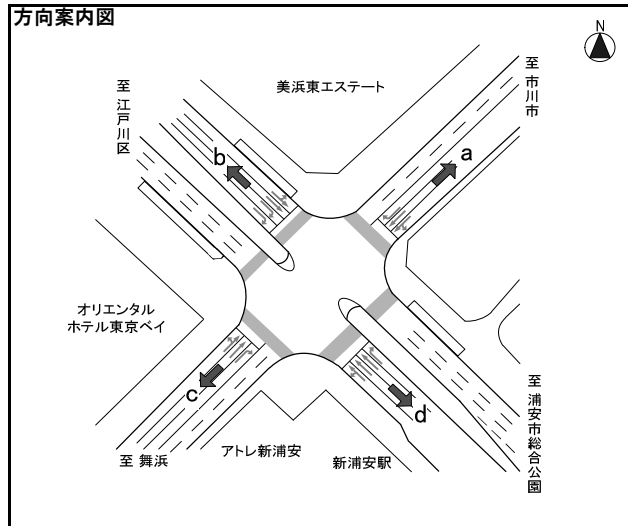 方向案内図
N
至 江戸川区
美浜東エステート
至 市川市
b
a
オリエンタル
ホテル東京ベイ
c
d
至 舞浜
アトレ新浦安
新浦安駅
至 浦安市総合公園